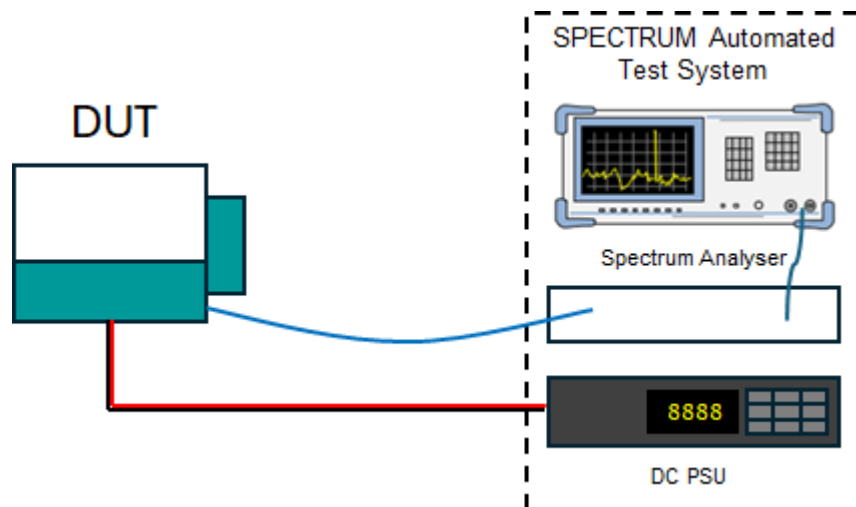 SPECTRUM Automated
Test System
DUT
Spectrum Analyser
8888
DC PSU